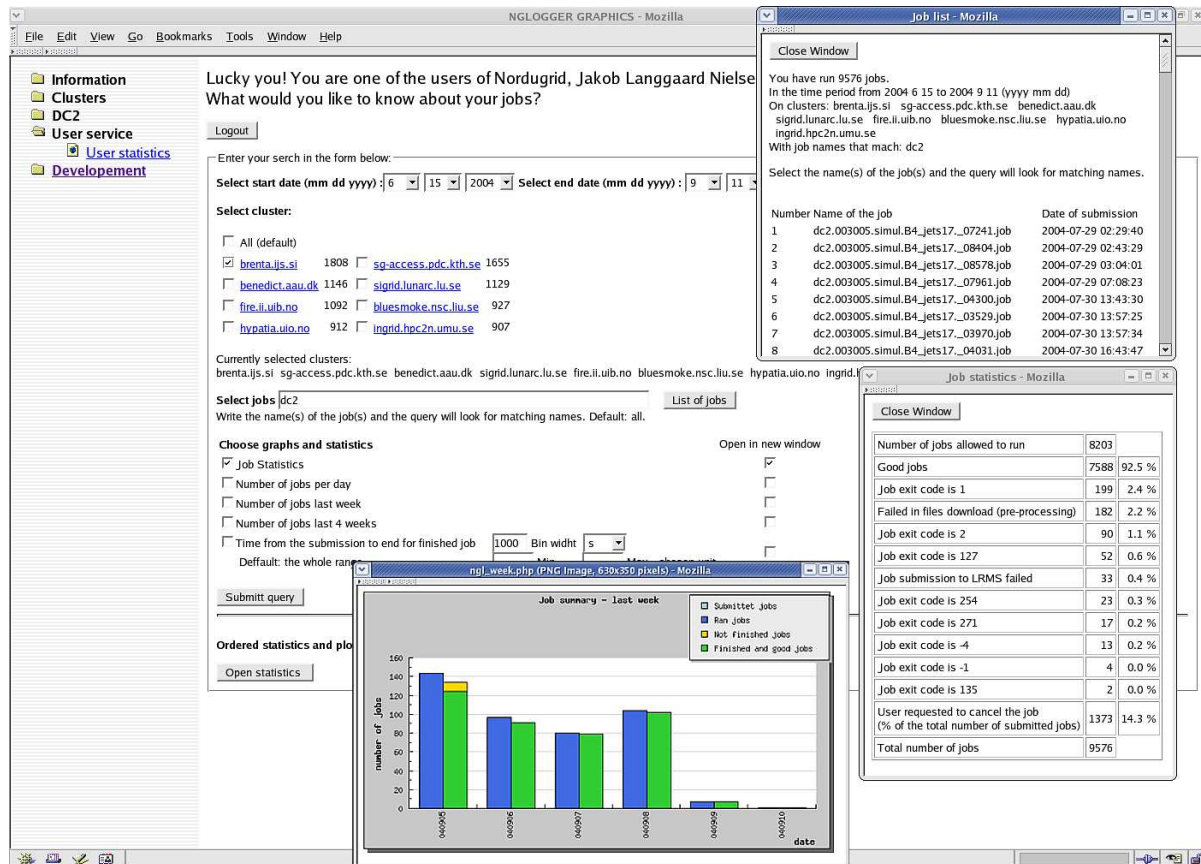 NGLOGGER GRAPHICS - Mozilla
File Edit View Go Bookmarks Tools Window Help
Information
Clusters
DC2
User service
User statistics
Developement
Lucky you! You are one of the users of Nordugrid, Jakob Langgaard Nielse
What would you like to know about your jobs?
Logout
Enter your serch in the form below:
Select start date (mm dd yyyy) : 6 15 2004 Select end date (mm dd yyyy) : 9 11
Select cluster:
All (default)
brenta.ijs.si 1808 sg-access.pdc.kth.se 1655
benedict.aau.dk 1146 sigrid.lunarc.lu.se 1129
fire.ii.uib.no 1092 bluesmoke.nsc.liu.se 927
hypatia.uio.no 912 ingrid.hpc2n.umu.se 907
Currently selected clusters:
brenta.ijs.si sg-access.pdc.kth.se benedict.aau.dk sigrid.lunarc.lu.se fire.ii.uib.no bluesmoke.nsc.liu.se hypatia.uio.no ingrid.h
Select jobs dc2 List of jobs
Write the name(s) of the job(s) and the query will look for matching names. Default: all.
Choose graphs and statistics Open in new window
Job Statistics
Number of jobs per day
Number of jobs last week
Number of jobs last 4 weeks
Time from the submission to end for finished job 1000 Bin widht s
Deffault: the whole range
Submitt query
Ordered statistics and plo
Open statistics
Job list - Mozilla
Close Window
You have run 9576 jobs.
In the time period from 2004 6 15 to 2004 9 11 (yyyy mm dd)
On clusters: brenta.ijs.si sg-access.pdc.kth.se benedict.aau.dk
sigrid.lunarc.lu.se fire.ii.uib.no bluesmoke.nsc.liu.se hypatia.uio.no
ingrid.hpc2n.umu.se
With job names that mach: dc2
Select the name(s) of the job(s) and the query will look for matching names.
Number Name of the job Date of submission
1 dc2.003005.simul.B4_jets17._07241.job 2004-07-29 02:29:40
2 dc2.003005.simul.B4_jets17._08404.job 2004-07-29 02:43:29
3 dc2.003005.simul.B4_jets17._08578.job 2004-07-29 03:04:01
4 dc2.003005.simul.B4_jets17._07961.job 2004-07-29 07:08:23
5 dc2.003005.simul.B4_jets17._04300.job 2004-07-30 13:43:30
6 dc2.003005.simul.B4_jets17._03529.job 2004-07-30 13:57:25
7 dc2.003005.simul.B4_jets17._03970.job 2004-07-30 13:57:34
8 dc2.003005.simul.B4_jets17._04031.job 2004-07-30 16:43:47
Job statistics - Mozilla
Close Window
Number of jobs allowed to run 8203
Good jobs 7588 92.5 %
Job exit code is 1 199 2.4 %
Failed in files download (pre-processing) 182 2.2 %
Job exit code is 2 90 1.1 %
Job exit code is 127 52 0.6 %
Job submission to LRMS failed 33 0.4 %
Job exit code is 254 23 0.3 %
Job exit code is 271 17 0.2 %
Job exit code is -4 13 0.2 %
Job exit code is -1 4 0.0 %
Job exit code is 135 2 0.0 %
User requested to cancel the job
(% of the total number of submitted jobs) 1373 14.3 %
Total number of jobs 9576
ngl_week.php (PNG Image, 630x350 pixels) - Mozilla
Job summary - last week
Submittet jobs
Ran jobs
Not finished jobs
Finished and good jobs
number of jobs
160
140
120
100
80
60
40
20
0
040905 040906 040907 040908 040909 040910
date